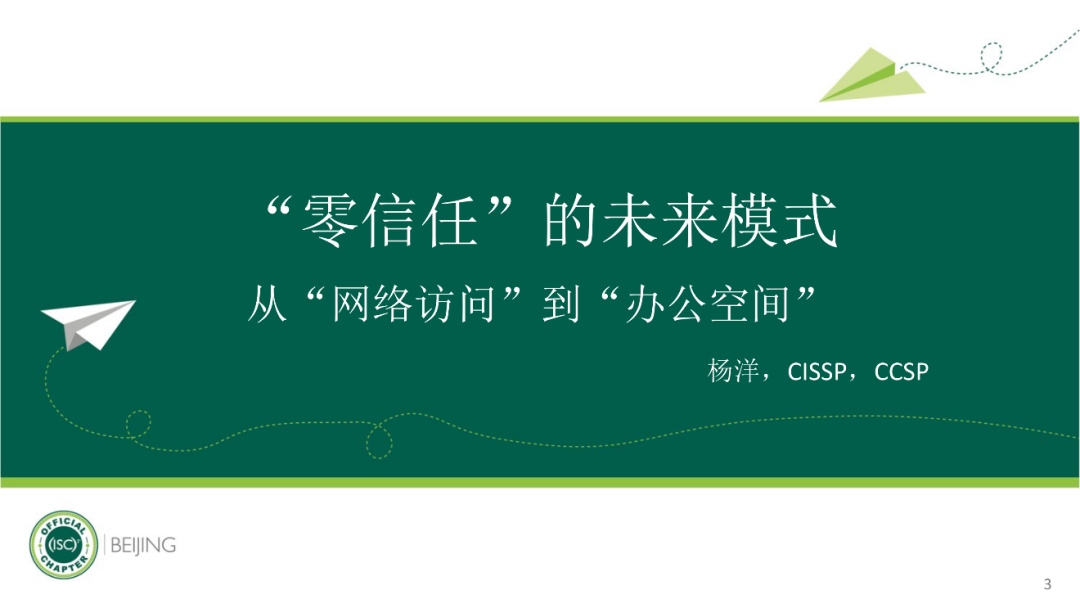 “零信任”的未来模式
从“网络访问”到“办公空间”
杨洋，CISSP，CCSP
OFFICIAL
(ISC)²
CHAPTER
BEIJING
3